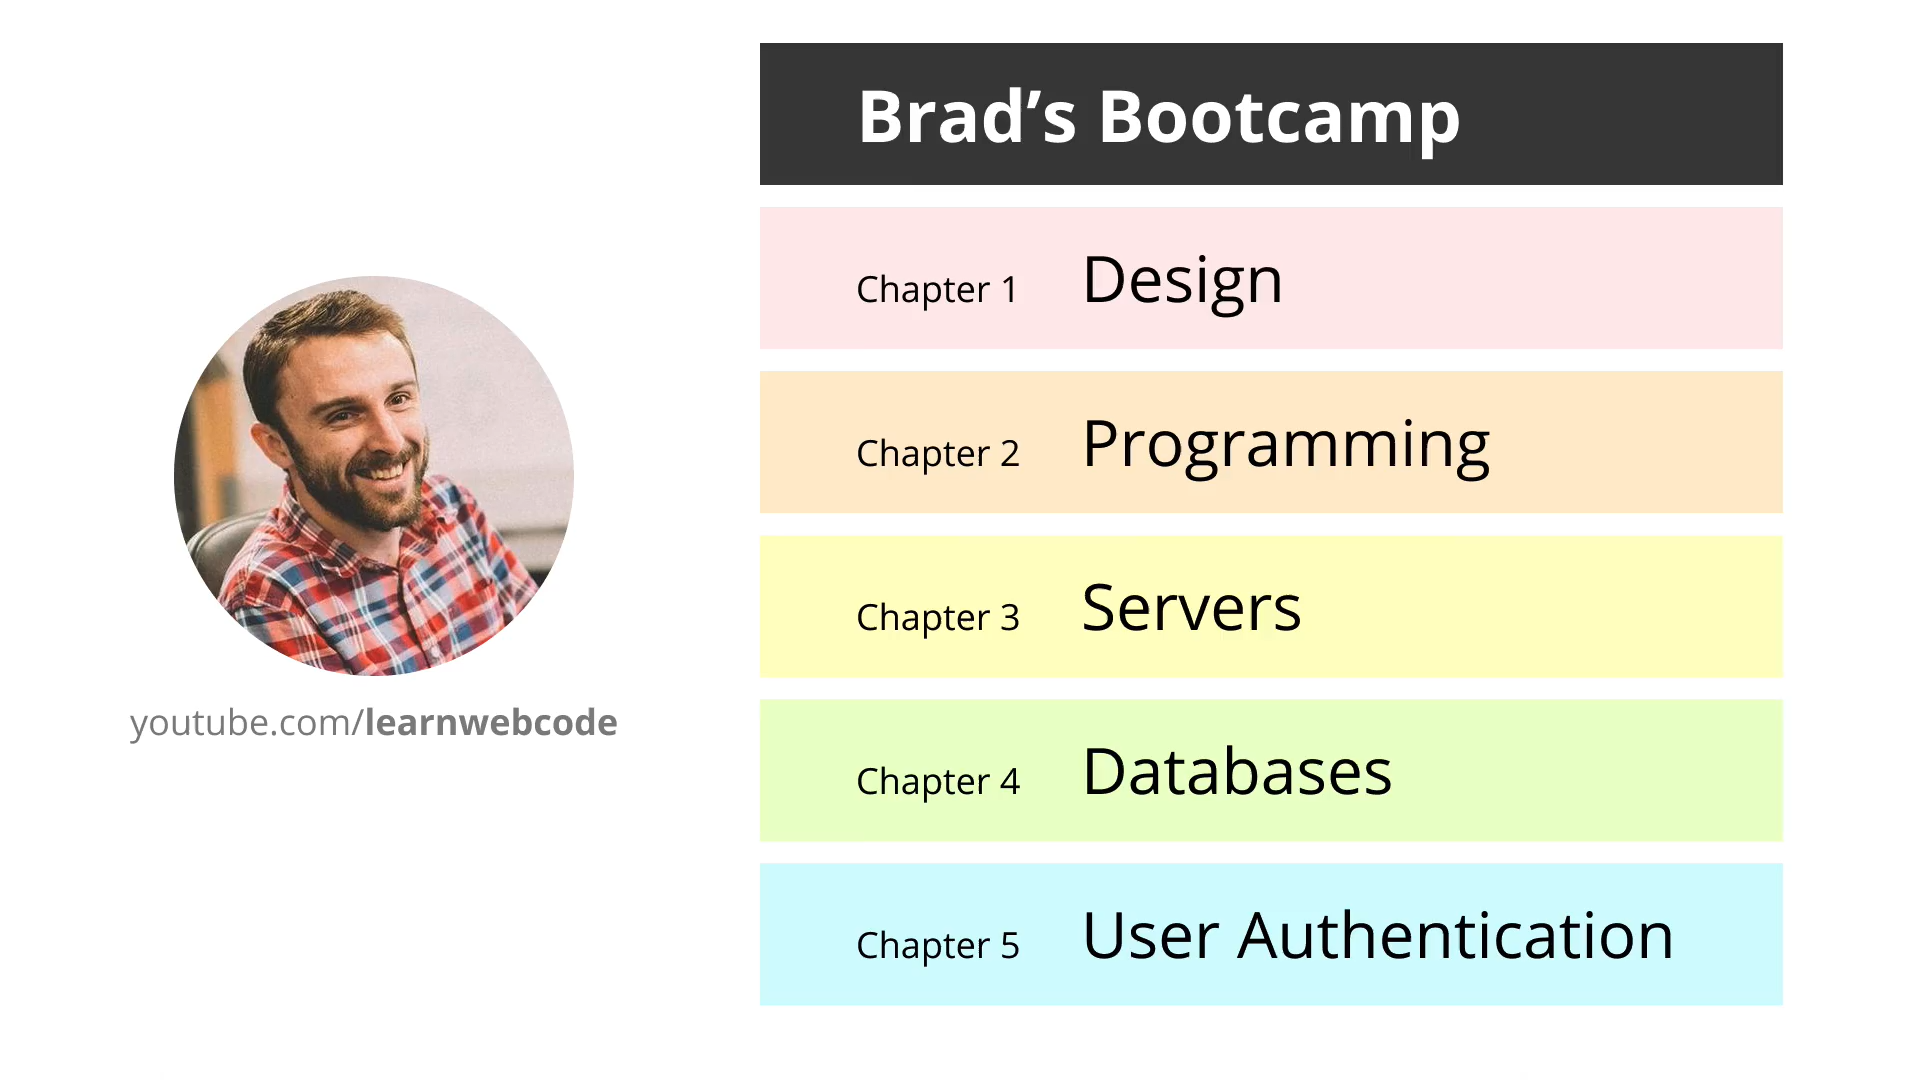 Brad’s Bootcamp
Chapter 1 Design
Chapter 2 Programming
Chapter 3 Servers
Chapter 4 Databases
Chapter 5 User Authentication
youtube.com/learnwebcode